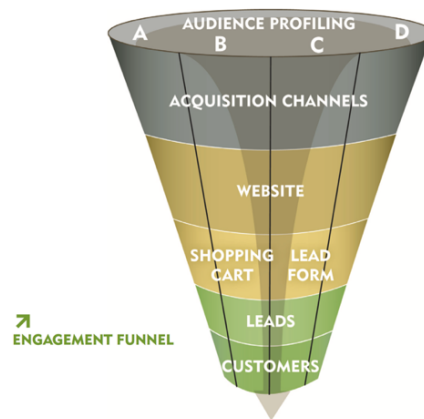 AUDIENCE PROFILING
A B C D
ACQUISITION CHANNELS
WEBSITE
SHOPPING CART
LEAD FORM
LEADS
CUSTOMERS
ENGAGEMENT FUNNEL